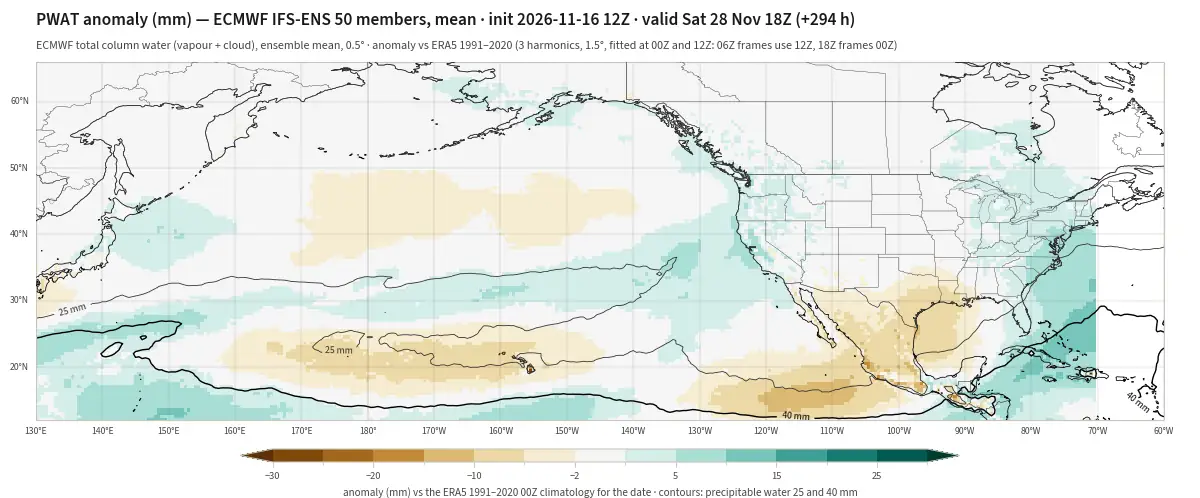 PWAT anomaly (mm) — ECMWF IFS-ENS 50 members, mean · init 2026-11-16 12Z · valid Sat 28 Nov 18Z (+294 h)
ECMWF total column water (vapour + cloud), ensemble mean, 0.5° · anomaly vs ERA5 1991–2020 (3 harmonics, 1.5°, fitted at 00Z and 12Z: 06Z frames use 12Z, 18Z frames 00Z)
60°N
50°N
40°N
30°N
20°N
25 mm
25 mm
40 mm
40 mm
130°E 140°E 150°E 160°E 170°E 180° 170°W 160°W 150°W 140°W 130°W 120°W 110°W 100°W 90°W 80°W 70°W 60°W
−30 −20 −10 −2 5 15 25
anomaly (mm) vs the ERA5 1991–2020 00Z climatology for the date · contours: precipitable water 25 and 40 mm